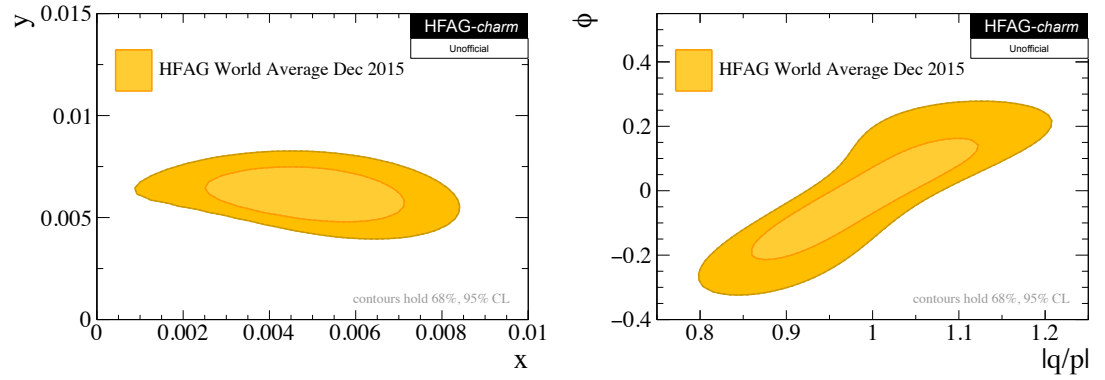 y
0.015
0.01
0.005
0
HFAG-charm
Unofficial
HFAG World Average Dec 2015
contours hold 68%, 95% CL
0 0.002 0.004 0.006 0.008 0.01
x
ϕ
0.4
0.2
0
−0.2
−0.4
HFAG-charm
Unofficial
HFAG World Average Dec 2015
contours hold 68%, 95% CL
0.8 0.9 1 1.1 1.2
|q/p|